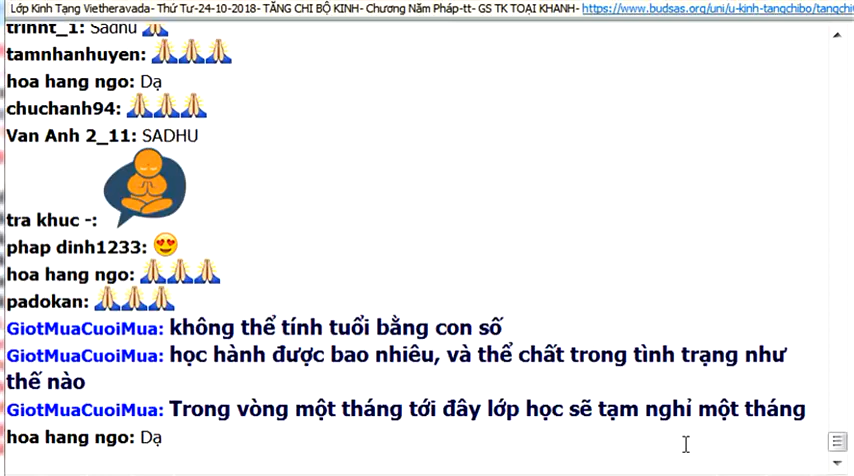 Lớp Kinh Tạng Vietheravada- Thứ Tư-24-10-2018- TĂNG CHI BỘ KINH- Chương Năm Pháp-tt- GS TK TOẠI KHANH- https://www.budsas.org/uni/u-kinh-tangchibo/tangchi
trinht_1: Sadhu
tamnhanhuyen:
hoa hang ngo: Dạ
chuchanh94:
Van Anh 2_11: SADHU
tra khuc -:
phap dinh1233:
hoa hang ngo:
padokan:
GiotMuaCuoiMua: không thể tính tuổi bằng con số
GiotMuaCuoiMua: học hành được bao nhiêu, và thể chất trong tình trạng như
thế nào
GiotMuaCuoiMua: Trong vòng một tháng tới đây lớp học sẽ tạm nghỉ một tháng
hoa hang ngo: Dạ